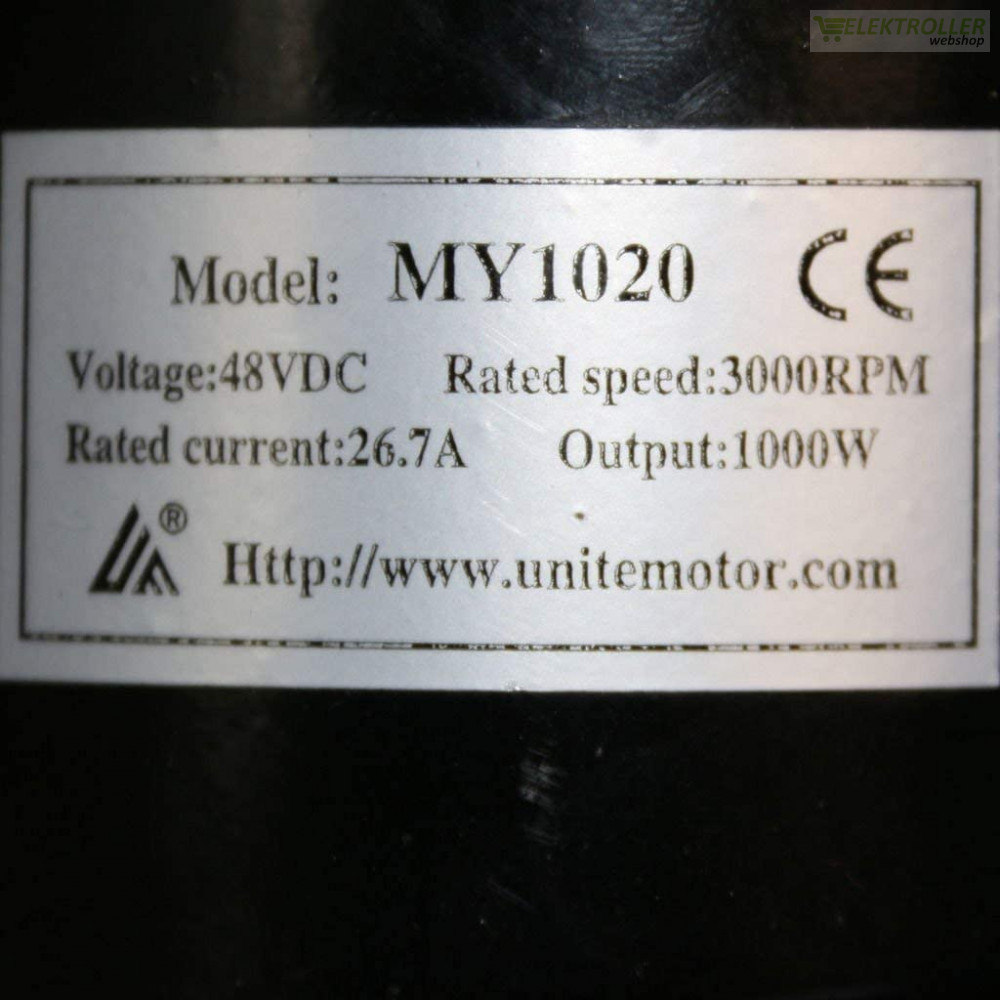 ELEKTROLLER
webshop
Model: MY1020 CE
Voltage:48VDC Rated speed:3000RPM
Rated current:26.7A Output:1000W
® Http://www.unitemotor.com